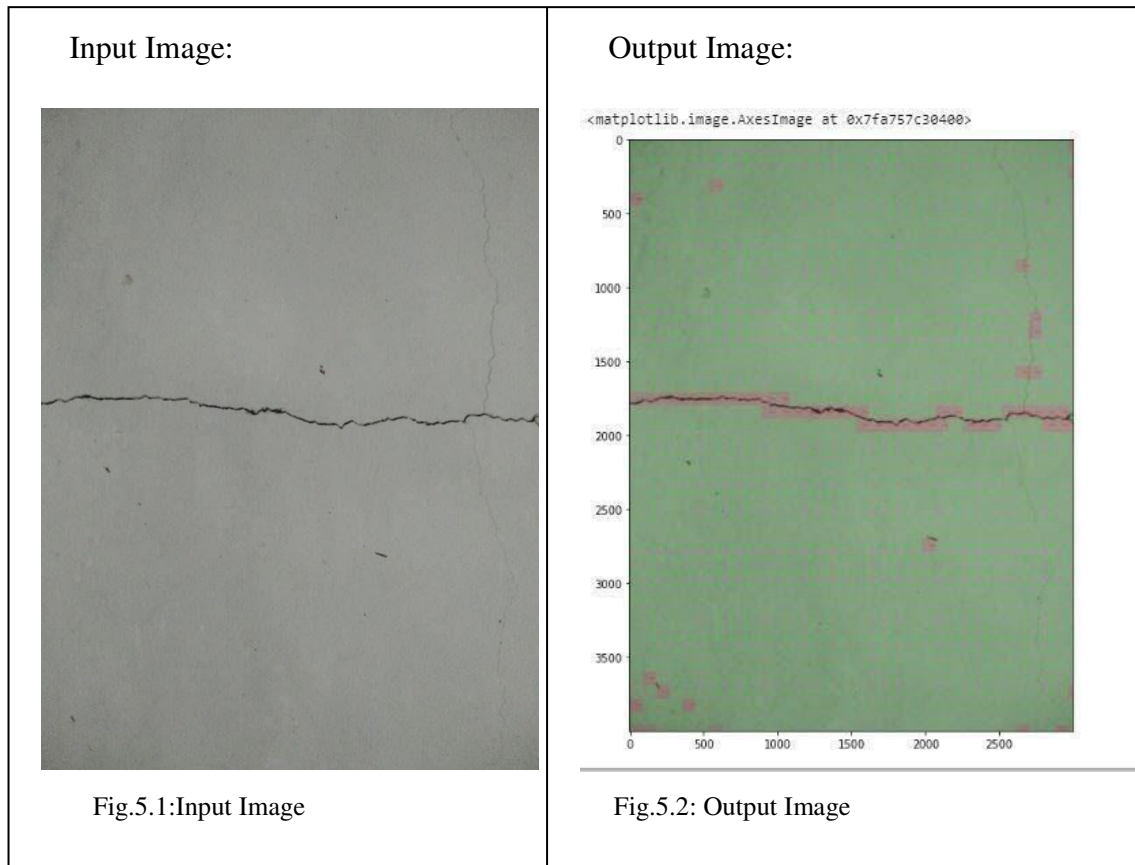 Input Image:
Output Image:
<matplotlib.image.AxesImage at 0x7fa757c30400>
0
500
1000
1500
2000
2500
3000
3500
0
500
1000
1500
2000
2500
Fig.5.1:Input Image
Fig.5.2: Output Image